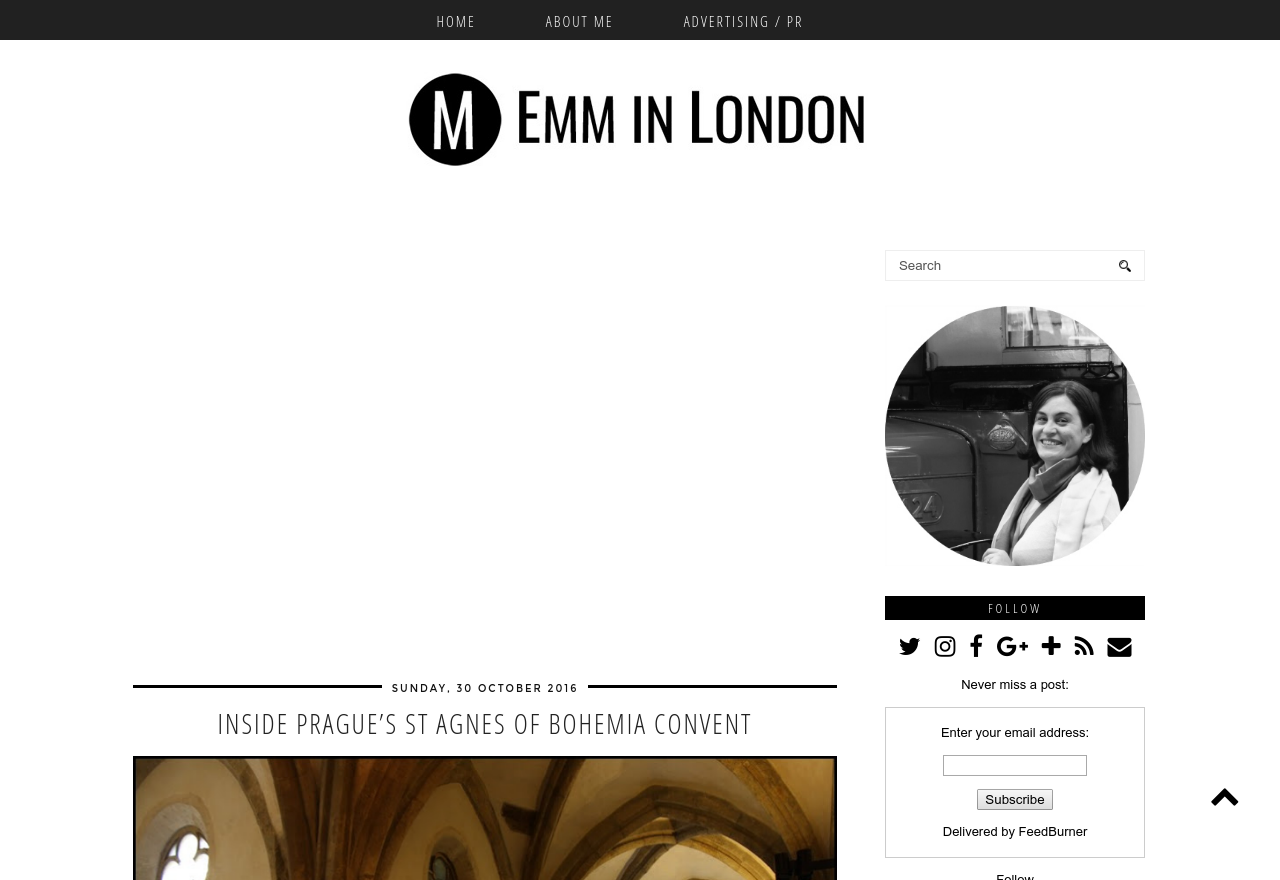 HOME ABOUT ME ADVERTISING / PR
M EMM IN LONDON
Search
FOLLOW
Never miss a post:
SUNDAY, 30 OCTOBER 2016
INSIDE PRAGUE’S ST AGNES OF BOHEMIA CONVENT
Enter your email address:
Subscribe
Delivered by FeedBurner
Follow